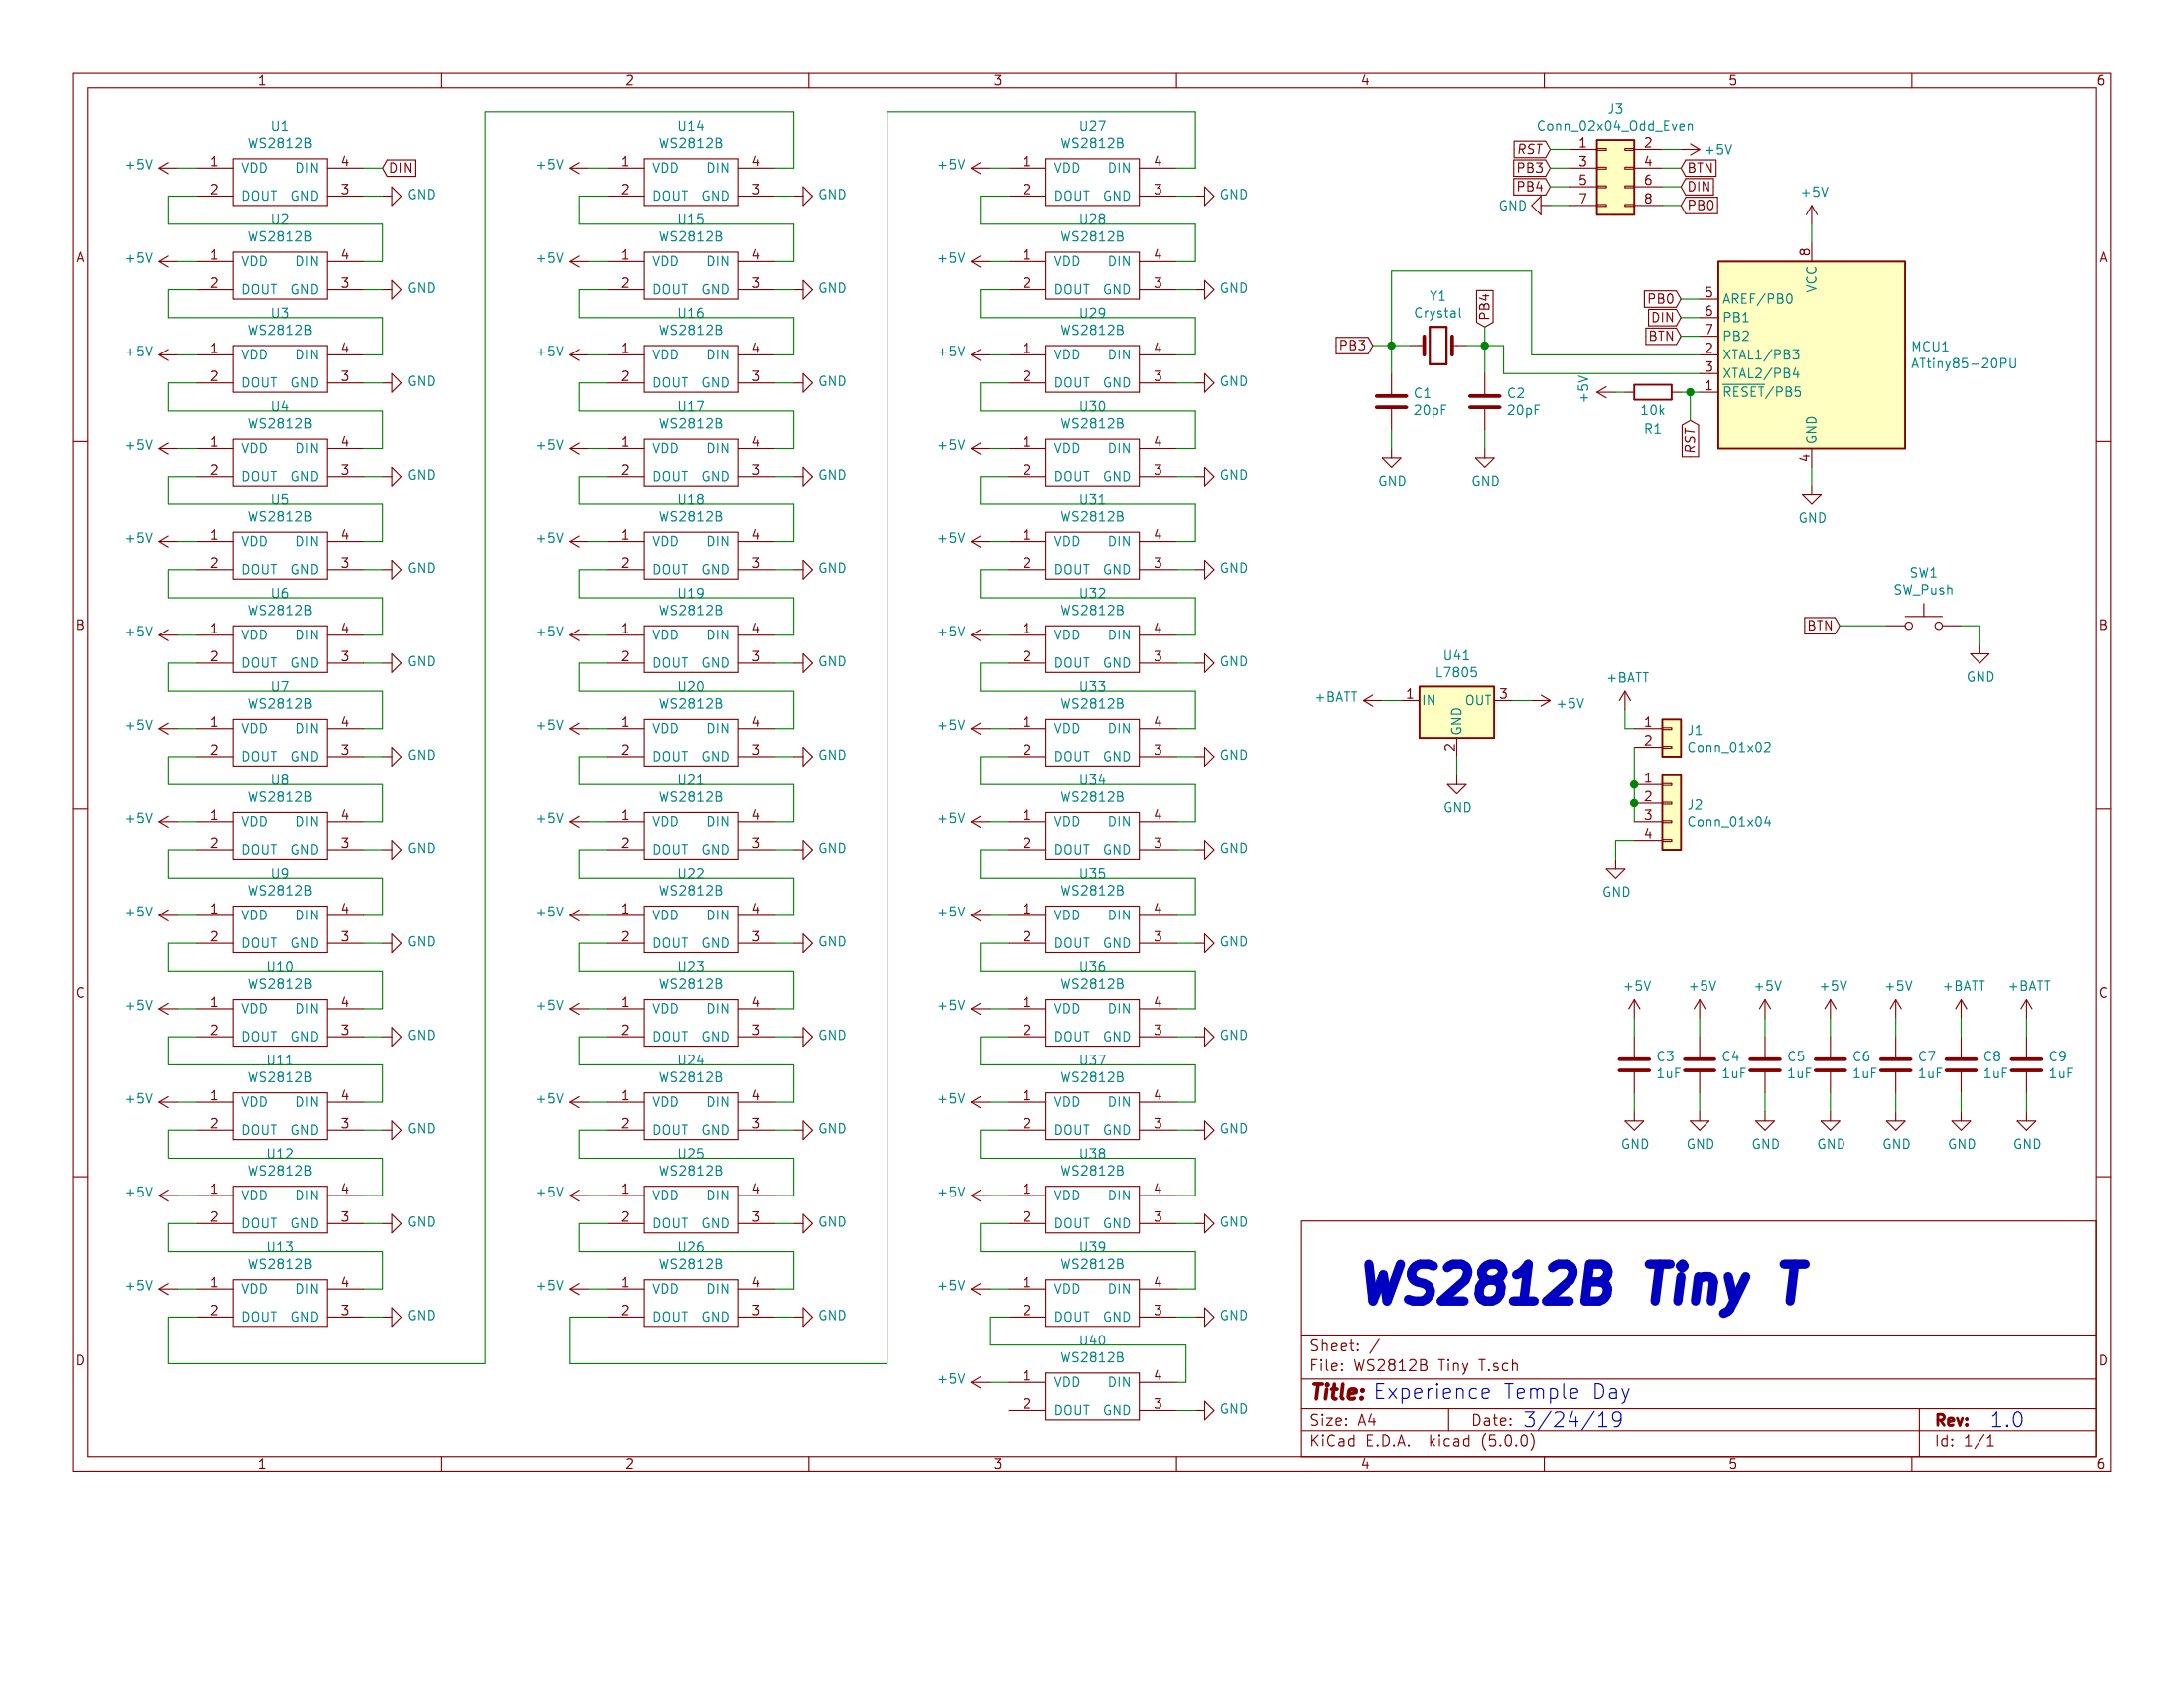 1 2 3 4 5 6
U1
WS2812B
+5V 1 VDD DIN 4 DIN
2 DOUT GND 3 GND
U2
WS2812B
+5V 1 VDD DIN 4
2 DOUT GND 3 GND
U3
WS2812B
+5V 1 VDD DIN 4
2 DOUT GND 3 GND
U4
WS2812B
+5V 1 VDD DIN 4
2 DOUT GND 3 GND
U5
WS2812B
+5V 1 VDD DIN 4
2 DOUT GND 3 GND
U6
WS2812B
+5V 1 VDD DIN 4
2 DOUT GND 3 GND
U7
WS2812B
+5V 1 VDD DIN 4
2 DOUT GND 3 GND
U8
WS2812B
+5V 1 VDD DIN 4
2 DOUT GND 3 GND
U9
WS2812B
+5V 1 VDD DIN 4
2 DOUT GND 3 GND
U10
WS2812B
+5V 1 VDD DIN 4
2 DOUT GND 3 GND
U11
WS2812B
+5V 1 VDD DIN 4
2 DOUT GND 3 GND
U12
WS2812B
+5V 1 VDD DIN 4
2 DOUT GND 3 GND
U13
WS2812B
+5V 1 VDD DIN 4
2 DOUT GND 3 GND
U14
WS2812B
+5V 1 VDD DIN 4
2 DOUT GND 3 GND
U15
WS2812B
+5V 1 VDD DIN 4
2 DOUT GND 3 GND
U16
WS2812B
+5V 1 VDD DIN 4
2 DOUT GND 3 GND
U17
WS2812B
+5V 1 VDD DIN 4
2 DOUT GND 3 GND
U18
WS2812B
+5V 1 VDD DIN 4
2 DOUT GND 3 GND
U19
WS2812B
+5V 1 VDD DIN 4
2 DOUT GND 3 GND
U20
WS2812B
+5V 1 VDD DIN 4
2 DOUT GND 3 GND
U21
WS2812B
+5V 1 VDD DIN 4
2 DOUT GND 3 GND
U22
WS2812B
+5V 1 VDD DIN 4
2 DOUT GND 3 GND
U23
WS2812B
+5V 1 VDD DIN 4
2 DOUT GND 3 GND
U24
WS2812B
+5V 1 VDD DIN 4
2 DOUT GND 3 GND
U25
WS2812B
+5V 1 VDD DIN 4
2 DOUT GND 3 GND
U26
WS2812B
+5V 1 VDD DIN 4
2 DOUT GND 3 GND
U27
WS2812B
+5V 1 VDD DIN 4
2 DOUT GND 3 GND
U28
WS2812B
+5V 1 VDD DIN 4
2 DOUT GND 3 GND
U29
WS2812B
+5V 1 VDD DIN 4
2 DOUT GND 3 GND
U30
WS2812B
+5V 1 VDD DIN 4
2 DOUT GND 3 GND
U31
WS2812B
+5V 1 VDD DIN 4
2 DOUT GND 3 GND
U32
WS2812B
+5V 1 VDD DIN 4
2 DOUT GND 3 GND
U33
WS2812B
+5V 1 VDD DIN 4
2 DOUT GND 3 GND
U34
WS2812B
+5V 1 VDD DIN 4
2 DOUT GND 3 GND
U35
WS2812B
+5V 1 VDD DIN 4
2 DOUT GND 3 GND
U36
WS2812B
+5V 1 VDD DIN 4
2 DOUT GND 3 GND
U37
WS2812B
+5V 1 VDD DIN 4
2 DOUT GND 3 GND
U38
WS2812B
+5V 1 VDD DIN 4
2 DOUT GND 3 GND
U39
WS2812B
+5V 1 VDD DIN 4
2 DOUT GND 3 GND
U40
WS2812B
+5V 1 VDD DIN 4
2 DOUT GND 3 GND
J3
Conn_02x04_Odd_Even
RST 1 2 +5V
PB3 3 4 BTN
PB4 5 6 DIN
GND 7 8 PB0
+5V
8
VCC
PB0 5 AREF/PB0
DIN 6 PB1
BTN 7 PB2
2 XTAL1/PB3
3 XTAL2/PB4
1 RESET/PB5
MCU1
ATtiny85-20PU
GND
4
GND
Y1
Crystal
PB3
PB4
C1
20pF
GND
C2
20pF
GND
+5V
10k
R1
RST
SW1
SW_Push
BTN
GND
U41
L7805
+BATT 1 IN OUT 3 +5V
GND
2
GND
+BATT
1
2
J1
Conn_01x02
1
2
3
4
J2
Conn_01x04
GND
+5V +5V +5V +5V +5V +BATT +BATT
C3 C4 C5 C6 C7 C8 C9
1uF 1uF 1uF 1uF 1uF 1uF 1uF
GND GND GND GND GND GND GND
A A
B B
C C
D D
WS2812B Tiny T
Sheet: /
File: WS2812B Tiny T.sch
Title: Experience Temple Day
Size: A4 Date: 3/24/19 Rev: 1.0
KiCad E.D.A. kicad (5.0.0) Id: 1/1
1 2 3 4 5 6